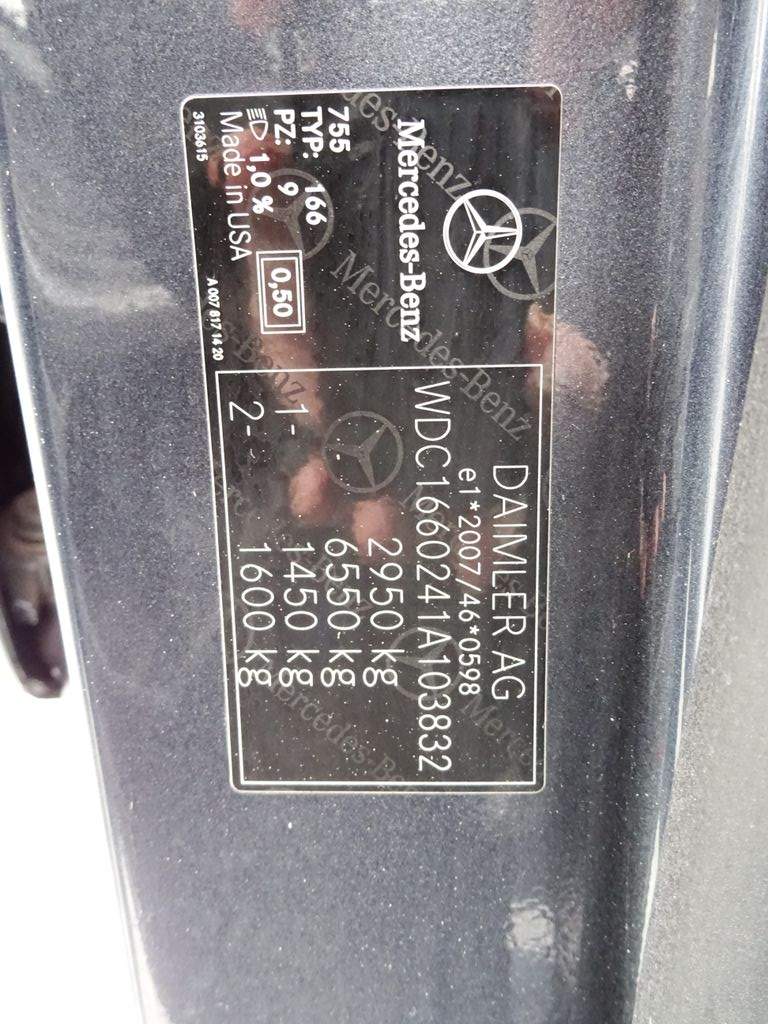 Mercedes-Benz
755
TYP: 166
PZ: 9
1,0 %
0,50
Made in USA
3103615
A 007 817 14 20
DAIMLER AG
e1*2007/46*0598
WDC1660241A103832
2950 kg
6550 kg
1- 1450 kg
2- 1600 kg